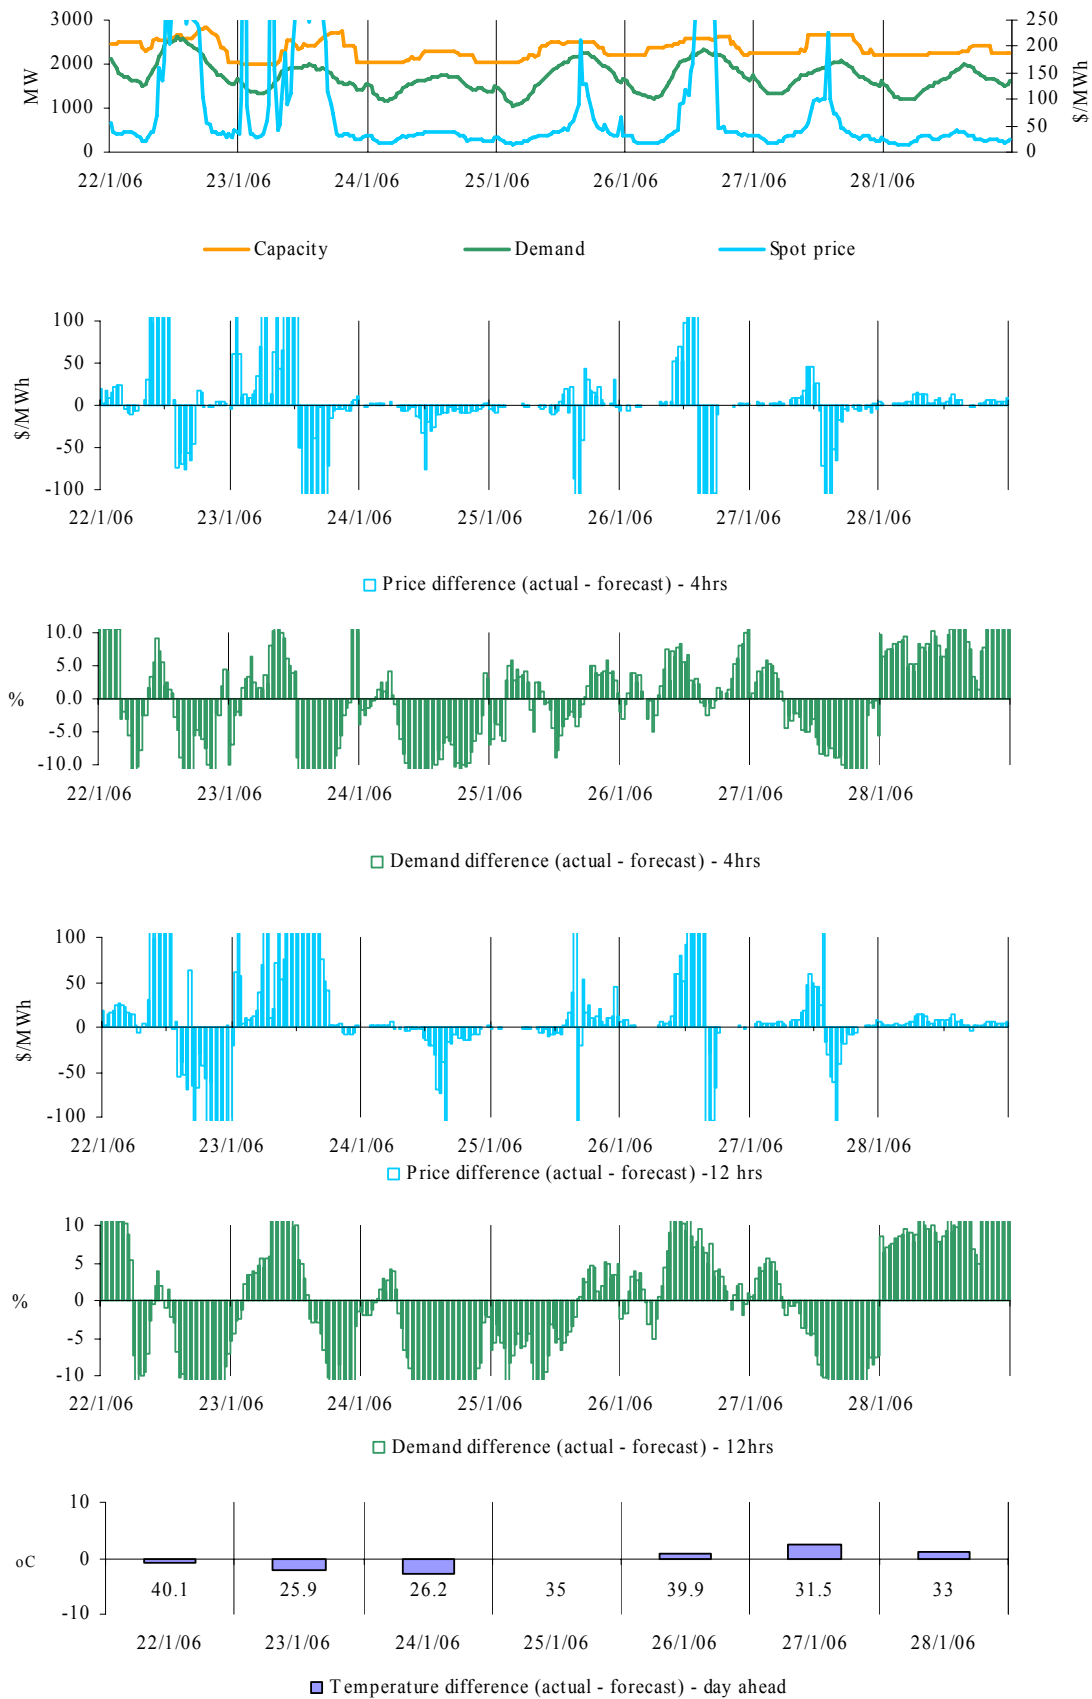 3000
2000
1000
0
MW
250
200
150
100
50
0
$/MWh
22/1/06 23/1/06 24/1/06 25/1/06 26/1/06 27/1/06 28/1/06
Capacity Demand Spot price
100
50
0
-50
-100
$/MWh
22/1/06 23/1/06 24/1/06 25/1/06 26/1/06 27/1/06 28/1/06
Price difference (actual - forecast) - 4hrs
10.0
5.0
0.0
-5.0
-10.0
%
22/1/06 23/1/06 24/1/06 25/1/06 26/1/06 27/1/06 28/1/06
Demand difference (actual - forecast) - 4hrs
100
50
0
-50
-100
$/MWh
22/1/06 23/1/06 24/1/06 25/1/06 26/1/06 27/1/06 28/1/06
Price difference (actual - forecast) -12 hrs
10
5
0
-5
-10
%
22/1/06 23/1/06 24/1/06 25/1/06 26/1/06 27/1/06 28/1/06
Demand difference (actual - forecast) - 12hrs
10
0
-10
oC
40.1 25.9 26.2 35 39.9 31.5 33
22/1/06 23/1/06 24/1/06 25/1/06 26/1/06 27/1/06 28/1/06
Temperature difference (actual - forecast) - day ahead